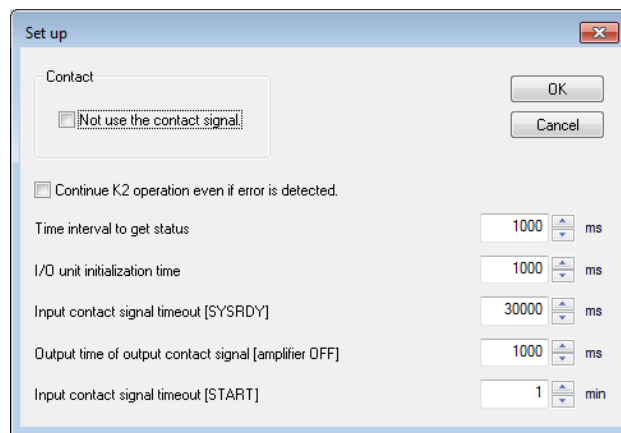 Set up
Contact
Not use the contact signal.
OK
Cancel
Continue K2 operation even if error is detected.
Time interval to get status 1000 ms
I/O unit initialization time 1000 ms
Input contact signal timeout [SYSRDY] 30000 ms
Output time of output contact signal [amplifier OFF] 1000 ms
Input contact signal timeout [START] 1 min